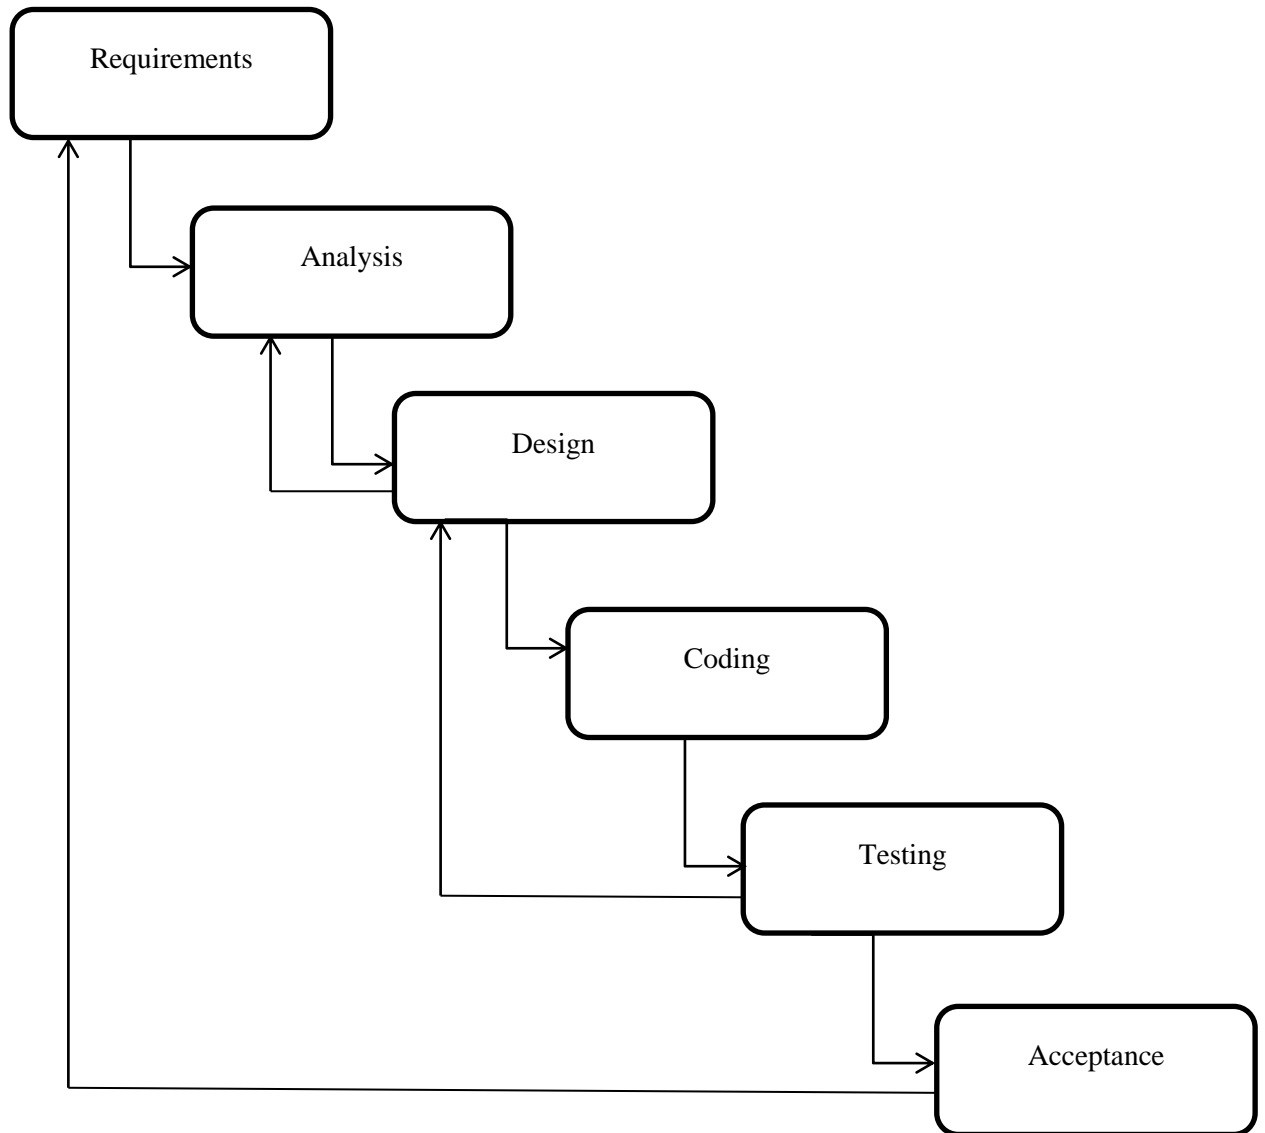 Requirements
Analysis
Design
Coding
Testing
Acceptance